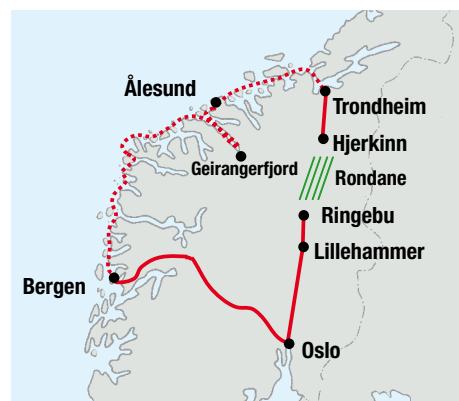 Ålesund
Trondheim
Hjerkinn
Geirangerfjord
Rondane
Ringebu
Lillehammer
Bergen
Oslo